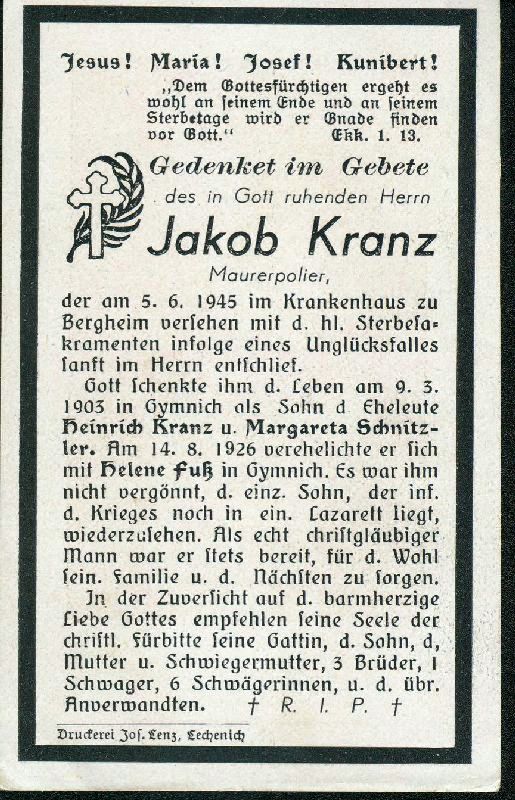 Jesus! Maria! Josef! Kunibert!
„Dem Gottesfürchtigen ergeht es
wohl an seinem Ende und an seinem
Sterbetage wird er Gnade finden
vor Gott.“ Ekk. 1. 13.
Gedenket im Gebete
des in Gott ruhenden Herrn
Jakob Kranz
Maurerpolier,
der am 5. 6. 1945 im Krankenhaus zu
Bergheim versehen mit d. hl. Sterbesa-
kramenten infolge eines Unglücksfalles
sanft im Herrn entschlief.
Gott schenkte ihm d. Leben am 9. 3.
1903 in Gymnich als Sohn d Eheleute
Heinrich Kranz u. Margareta Schnitz-
ler. Am 14. 8. 1926 verehelichte er sich
mit Helene Fuß in Gymnich. Es war ihm
nicht vergönnt, d. einz. Sohn, der inf.
d. Krieges noch in ein. Lazarett liegt,
wiederzusehen. Als echt christgläubiger
Mann war er stets bereit, für d. Wohl
sein. Familie u. d. Nächsten zu sorgen.
In der Zuversicht auf d. barmherzige
Liebe Gottes empfehlen seine Seele der
christl. Fürbitte seine Gattin, d. Sohn, d,
Mutter u. Schwiegermutter, 3 Brüder, 1
Schwager, 6 Schwägerinnen, u. d. übr.
Anverwandten. † R. I. P. †
Druckerei Jos. Lenz, Lechenich